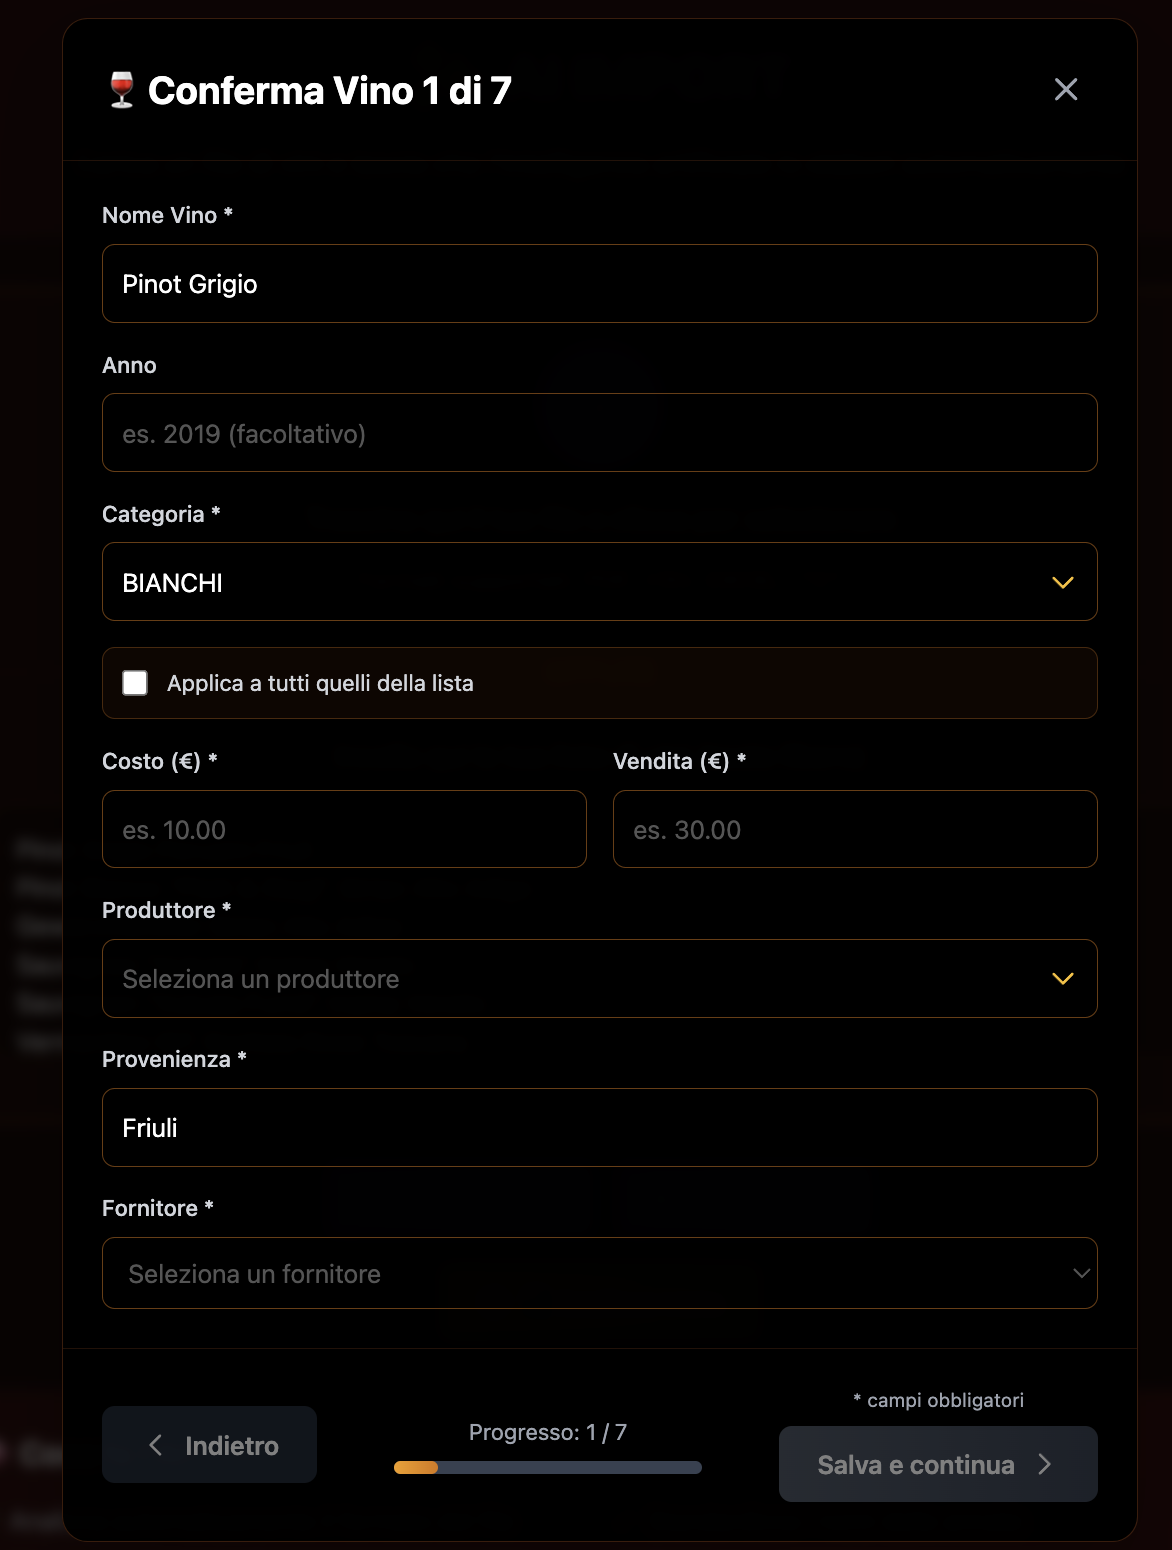 Conferma Vino 1 di 7
Nome Vino *
Pinot Grigio
Anno
es. 2019 (facoltativo)
Categoria *
BIANCHI
Applica a tutti quelli della lista
Costo (€) * Vendita (€) *
es. 10.00 es. 30.00
Produttore *
Seleziona un produttore
Provenienza *
Friuli
Fornitore *
Seleziona un fornitore
* campi obbligatori
Indietro
Progresso: 1 / 7
Salva e continua